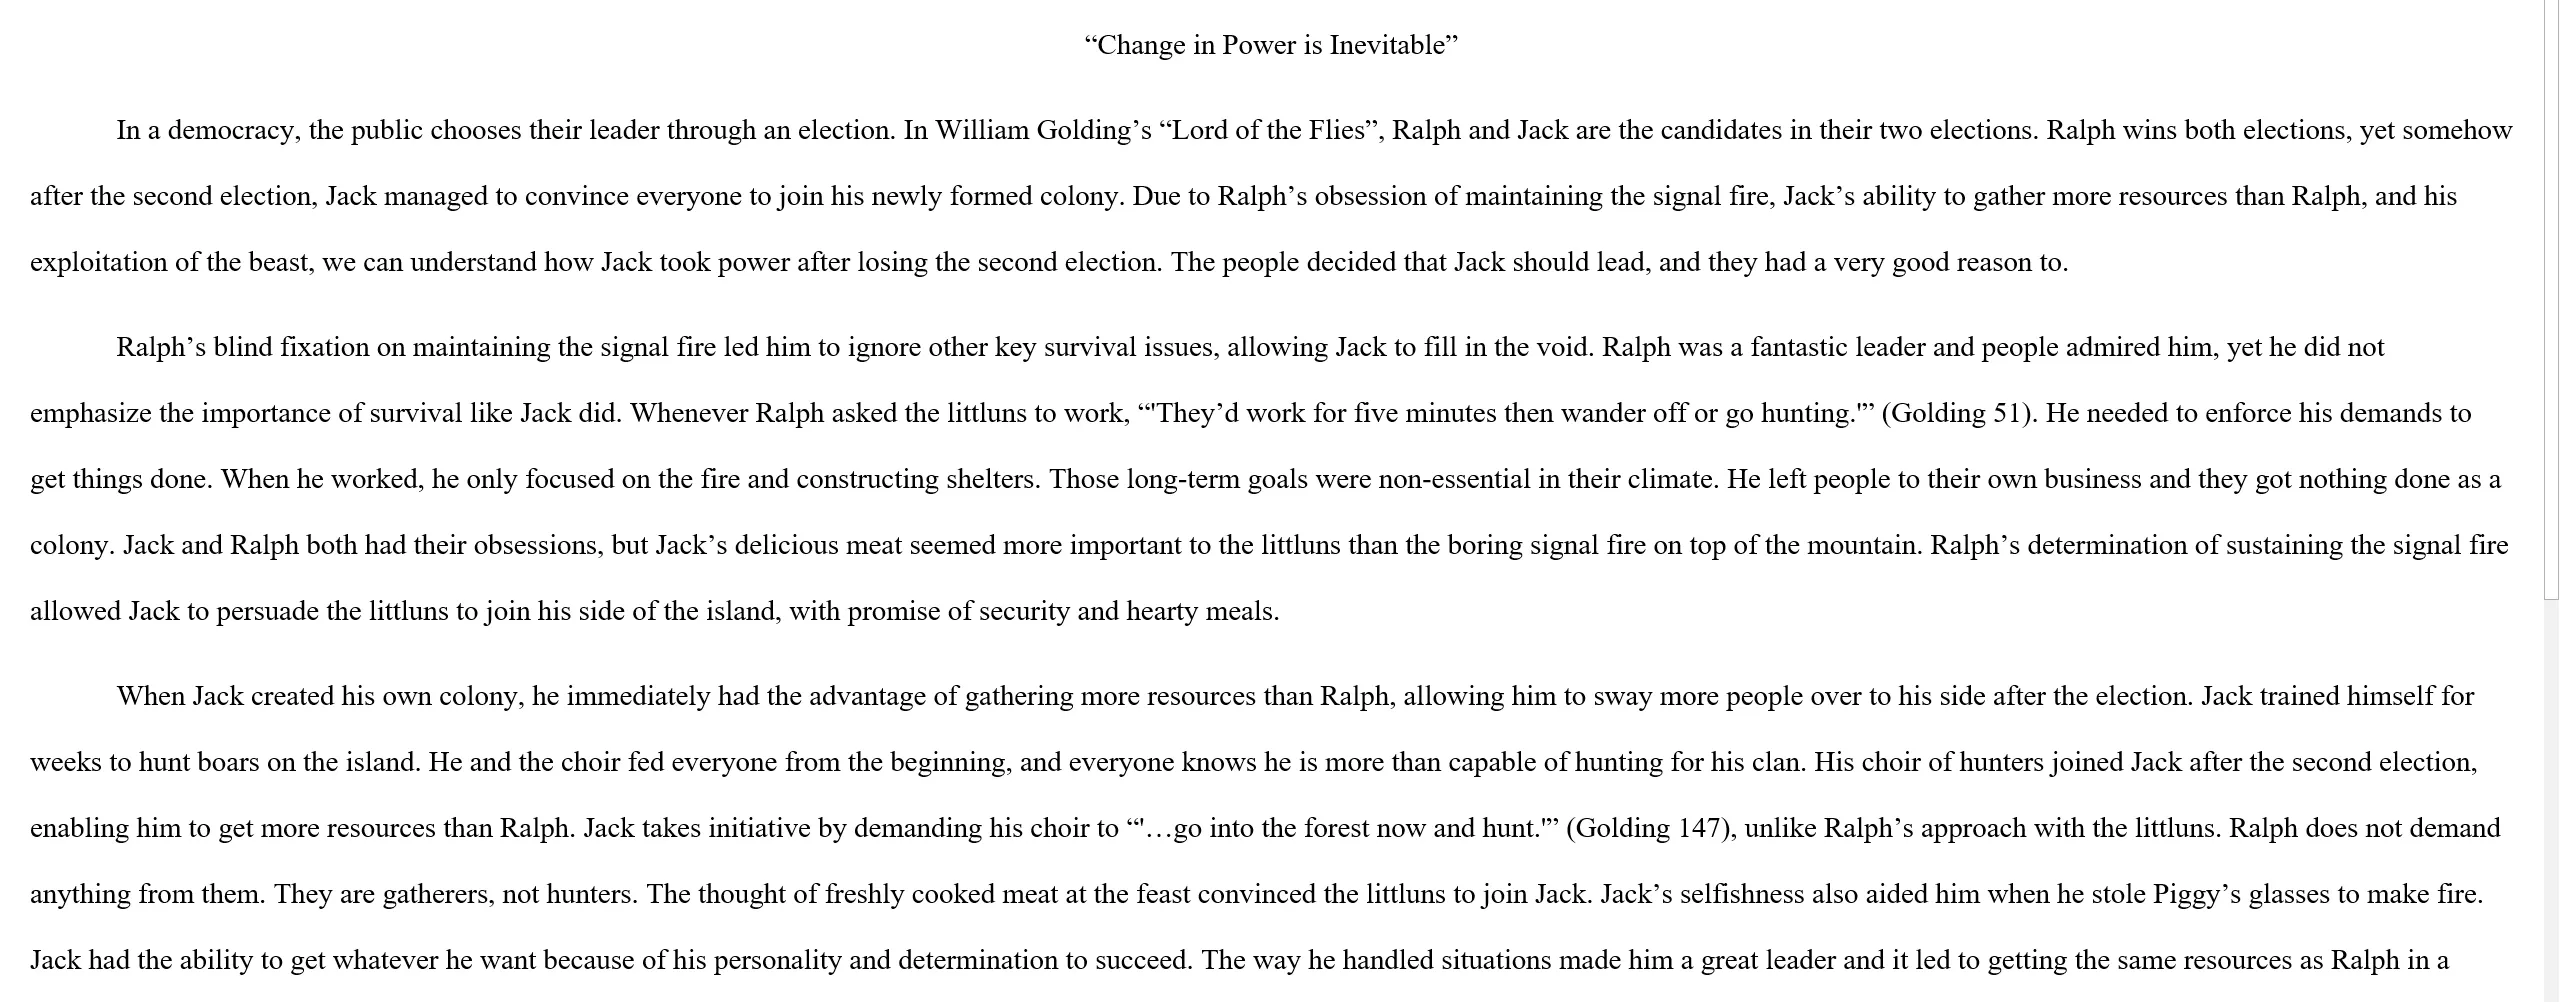 “Change in Power is Inevitable”
In a democracy, the public chooses their leader through an election. In William Golding’s “Lord of the Flies”, Ralph and Jack are the candidates in their two elections. Ralph wins both elections, yet somehow
after the second election, Jack managed to convince everyone to join his newly formed colony. Due to Ralph’s obsession of maintaining the signal fire, Jack’s ability to gather more resources than Ralph, and his
exploitation of the beast, we can understand how Jack took power after losing the second election. The people decided that Jack should lead, and they had a very good reason to.
Ralph’s blind fixation on maintaining the signal fire led him to ignore other key survival issues, allowing Jack to fill in the void. Ralph was a fantastic leader and people admired him, yet he did not
emphasize the importance of survival like Jack did. Whenever Ralph asked the littluns to work, “'They’d work for five minutes then wander off or go hunting.'” (Golding 51). He needed to enforce his demands to
get things done. When he worked, he only focused on the fire and constructing shelters. Those long-term goals were non-essential in their climate. He left people to their own business and they got nothing done as a
colony. Jack and Ralph both had their obsessions, but Jack’s delicious meat seemed more important to the littluns than the boring signal fire on top of the mountain. Ralph’s determination of sustaining the signal fire
allowed Jack to persuade the littluns to join his side of the island, with promise of security and hearty meals.
When Jack created his own colony, he immediately had the advantage of gathering more resources than Ralph, allowing him to sway more people over to his side after the election. Jack trained himself for
weeks to hunt boars on the island. He and the choir fed everyone from the beginning, and everyone knows he is more than capable of hunting for his clan. His choir of hunters joined Jack after the second election,
enabling him to get more resources than Ralph. Jack takes initiative by demanding his choir to “'…go into the forest now and hunt.'” (Golding 147), unlike Ralph’s approach with the littluns. Ralph does not demand
anything from them. They are gatherers, not hunters. The thought of freshly cooked meat at the feast convinced the littluns to join Jack. Jack’s selfishness also aided him when he stole Piggy’s glasses to make fire.
Jack had the ability to get whatever he want because of his personality and determination to succeed. The way he handled situations made him a great leader and it led to getting the same resources as Ralph in a